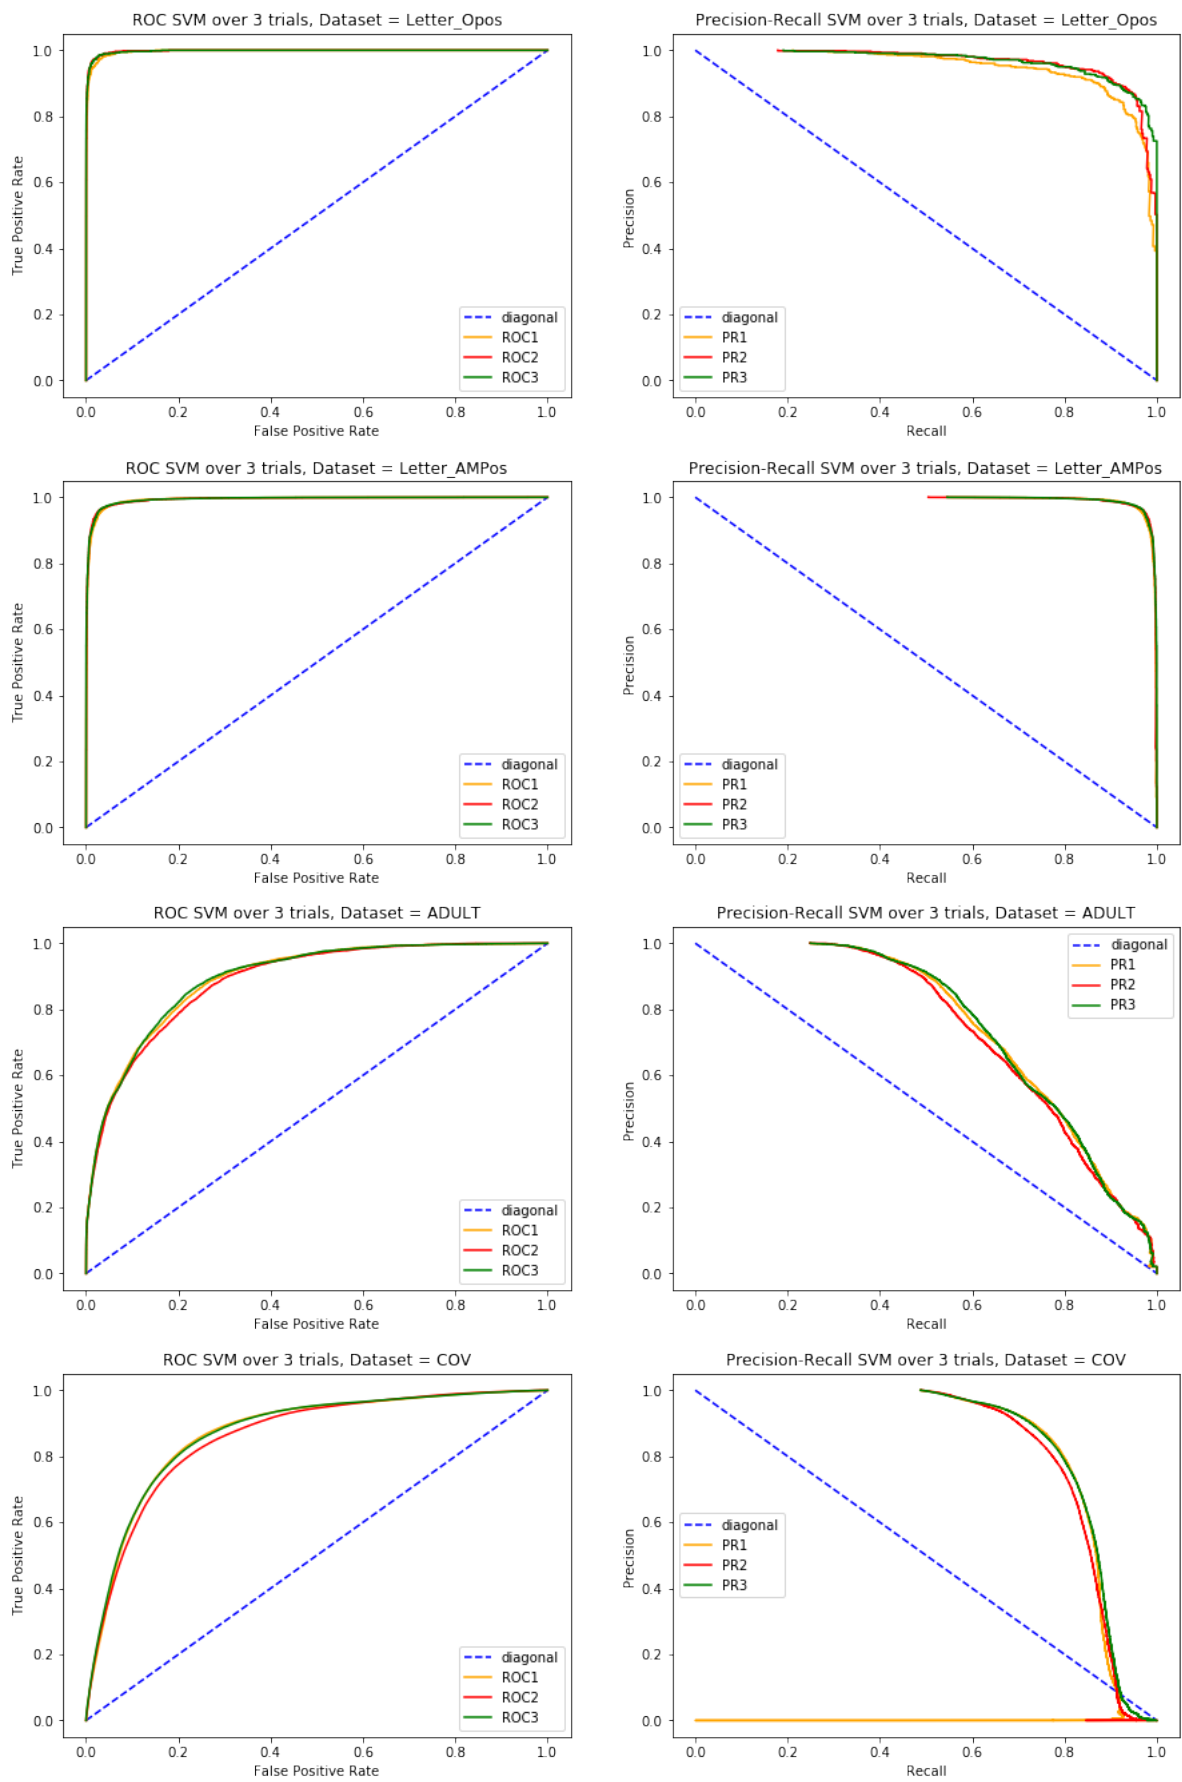 ROC SVM over 3 trials, Dataset = Letter_Opos
True Positive Rate
1.0
0.8
0.6
0.4
0.2
0.0
diagonal
ROC1
ROC2
ROC3
0.0 0.2 0.4 0.6 0.8 1.0
False Positive Rate
Precision-Recall SVM over 3 trials, Dataset = Letter_Opos
Precision
1.0
0.8
0.6
0.4
0.2
0.0
diagonal
PR1
PR2
PR3
0.0 0.2 0.4 0.6 0.8 1.0
Recall
ROC SVM over 3 trials, Dataset = Letter_AMPos
True Positive Rate
1.0
0.8
0.6
0.4
0.2
0.0
diagonal
ROC1
ROC2
ROC3
0.0 0.2 0.4 0.6 0.8 1.0
False Positive Rate
Precision-Recall SVM over 3 trials, Dataset = Letter_AMPos
Precision
1.0
0.8
0.6
0.4
0.2
0.0
diagonal
PR1
PR2
PR3
0.0 0.2 0.4 0.6 0.8 1.0
Recall
ROC SVM over 3 trials, Dataset = ADULT
True Positive Rate
1.0
0.8
0.6
0.4
0.2
0.0
diagonal
ROC1
ROC2
ROC3
0.0 0.2 0.4 0.6 0.8 1.0
False Positive Rate
Precision-Recall SVM over 3 trials, Dataset = ADULT
Precision
1.0
0.8
0.6
0.4
0.2
0.0
diagonal
PR1
PR2
PR3
0.0 0.2 0.4 0.6 0.8 1.0
Recall
ROC SVM over 3 trials, Dataset = COV
True Positive Rate
1.0
0.8
0.6
0.4
0.2
0.0
diagonal
ROC1
ROC2
ROC3
0.0 0.2 0.4 0.6 0.8 1.0
False Positive Rate
Precision-Recall SVM over 3 trials, Dataset = COV
Precision
1.0
0.8
0.6
0.4
0.2
0.0
diagonal
PR1
PR2
PR3
0.0 0.2 0.4 0.6 0.8 1.0
Recall